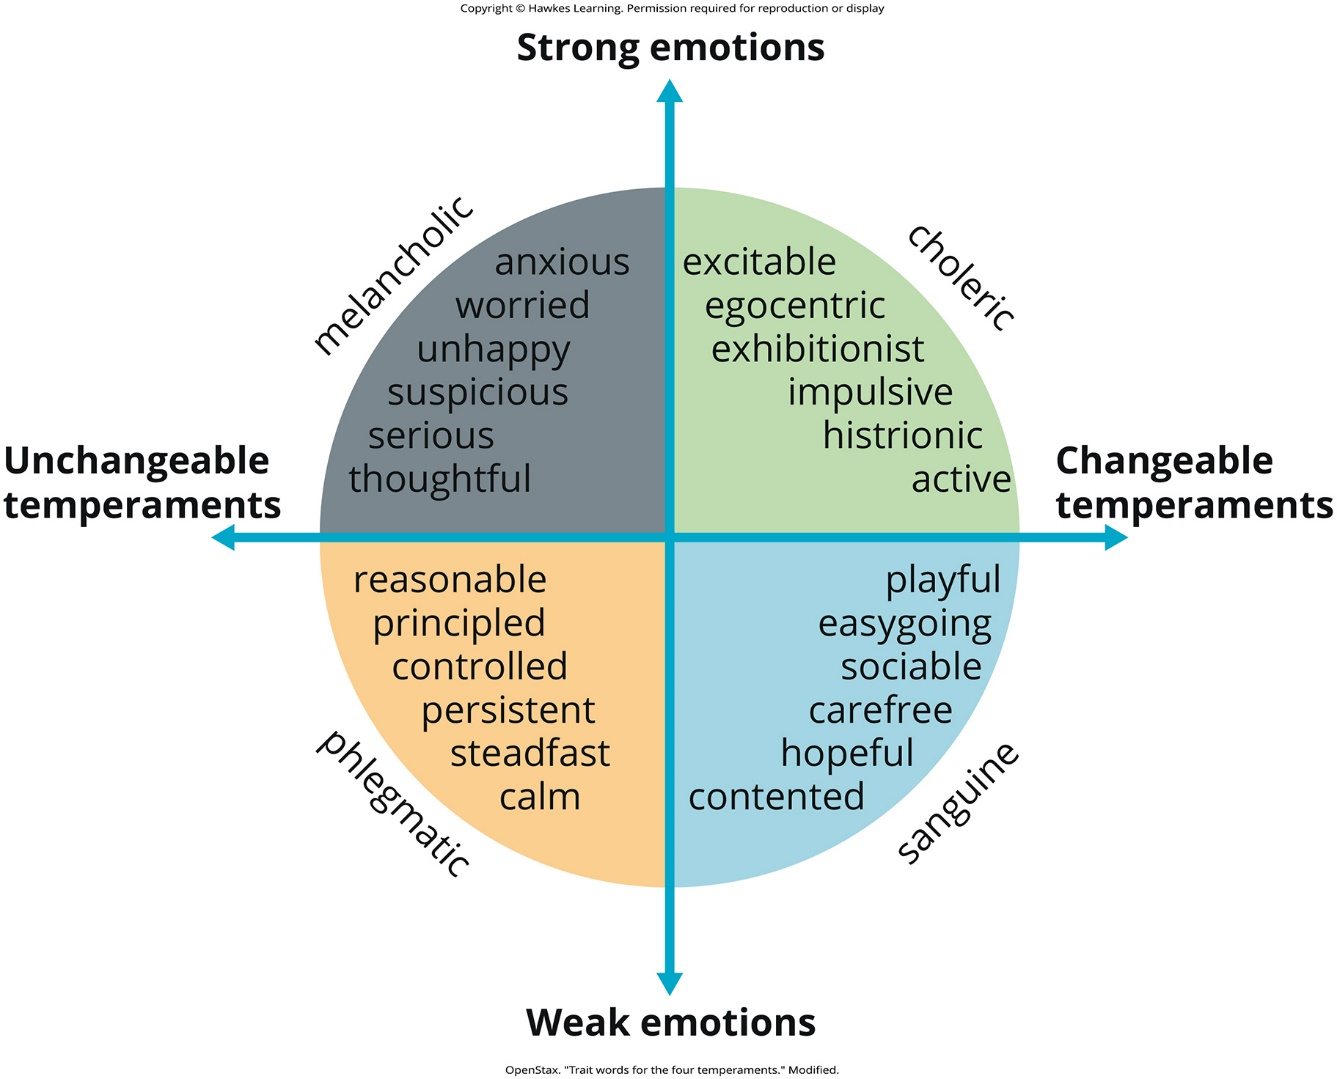 Copyright © Hawkes Learning. Permission required for reproduction or display
Strong emotions
melancholic
choleric
anxious
worried
unhappy
suspicious
serious
thoughtful
excitable
egocentric
exhibitionist
impulsive
histrionic
active
Unchangeable
temperaments
Changeable
temperaments
reasonable
principled
controlled
persistent
steadfast
calm
playful
easygoing
sociable
carefree
hopeful
contented
phlegmatic
sanguine
Weak emotions
OpenStax. "Trait words for the four temperaments." Modified.